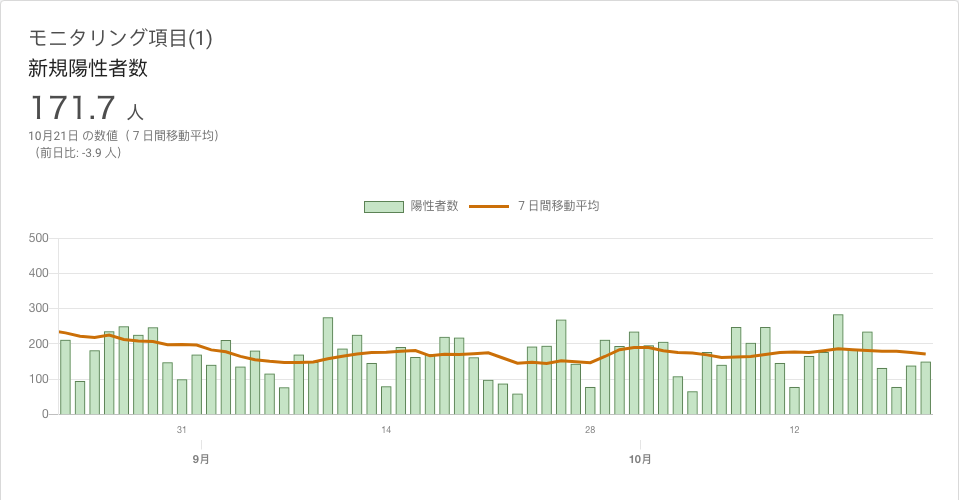 モニタリング項目(1)
新規陽性者数
171.7 人
10月21日 の数値（７日間移動平均）
（前日比: -3.9 人）
陽性者数 ７日間移動平均
500
400
300
200
100
0
31 14 28 12
9月 10月